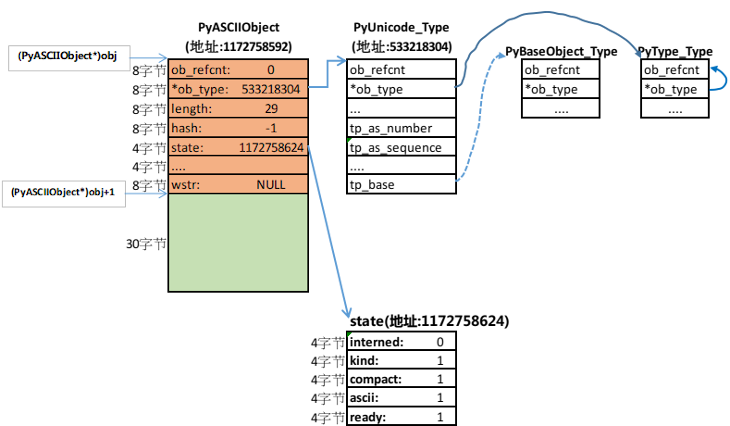 PyASCIIObject
(地址:1172758592)
(PyASCIIObject*)obj
8字节 ob_refcnt: 0
8字节 *ob_type: 533218304
8字节 length: 29
8字节 hash: -1
4字节 state: 1172758624
4字节 ....
8字节 wstr: NULL
(PyASCIIObject*)obj+1
30字节
PyUnicode_Type
(地址:533218304)
ob_refcnt
*ob_type
...
tp_as_number
tp_as_sequence
....
tp_base
PyBaseObject_Type
ob_refcnt
*ob_type
....
PyType_Type
ob_refcnt
*ob_type
....
state(地址:1172758624)
4字节 interned: 0
4字节 kind: 1
4字节 compact: 1
4字节 ascii: 1
4字节 ready: 1